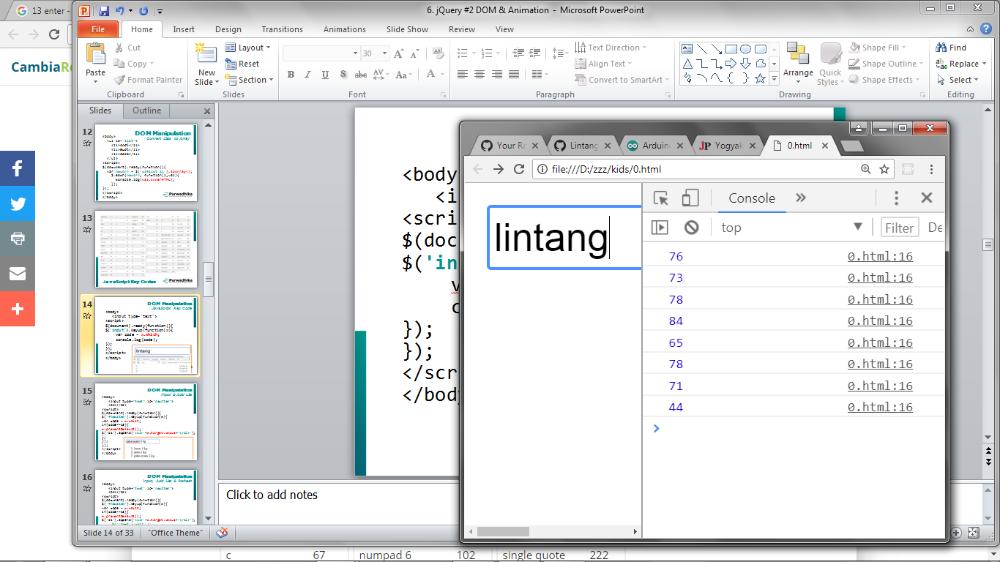 13 enter -
6. jQuery #2 DOM & Animation - Microsoft PowerPoint
File Home Insert Design Transitions Animations Slide Show Review View
Cambia
Paste
Cut
Copy
Format Painter
Clipboard
New
Slide
Layout
Reset
Section
Slides
30
B I U S abc AV Aa A
Font
Text Direction
Align Text
Convert to SmartArt
Paragraph
Arrange
Quick
Styles
Shape Fill
Shape Outline
Shape Effects
Drawing
Find
Replace
Select
Editing
Slides Outline
12
DOM Manipulation
Convert Lists to Array
Purwadhika
13
JavaScript Key Codes
Purwadhika
14
DOM Manipulation
JavaScript Key Code
<body>
<input type="text">
<script>
$(document).ready(function(){
$('input').keyup(function(x){
var code = x.which;
console.log(code);
});
});
</script>
</body>
lintang
15
DOM Manipulation
Input & Add List
16
DOM Manipulation
Input, Add List & Refresh
<body
<i
<scri
$(doc
$('in
v
c
});
});
</scr
</body
Your Re
Lintang
Arduino
Yogyak
0.html
file:///D:/zzz/kids/0.html
lintang
Console
top
Filter
De
76 0.html:16
73 0.html:16
78 0.html:16
84 0.html:16
65 0.html:16
78 0.html:16
71 0.html:16
44 0.html:16
Click to add notes
Slide 14 of 33 "Office Theme"
c 67 numpad 6 102 single quote 222